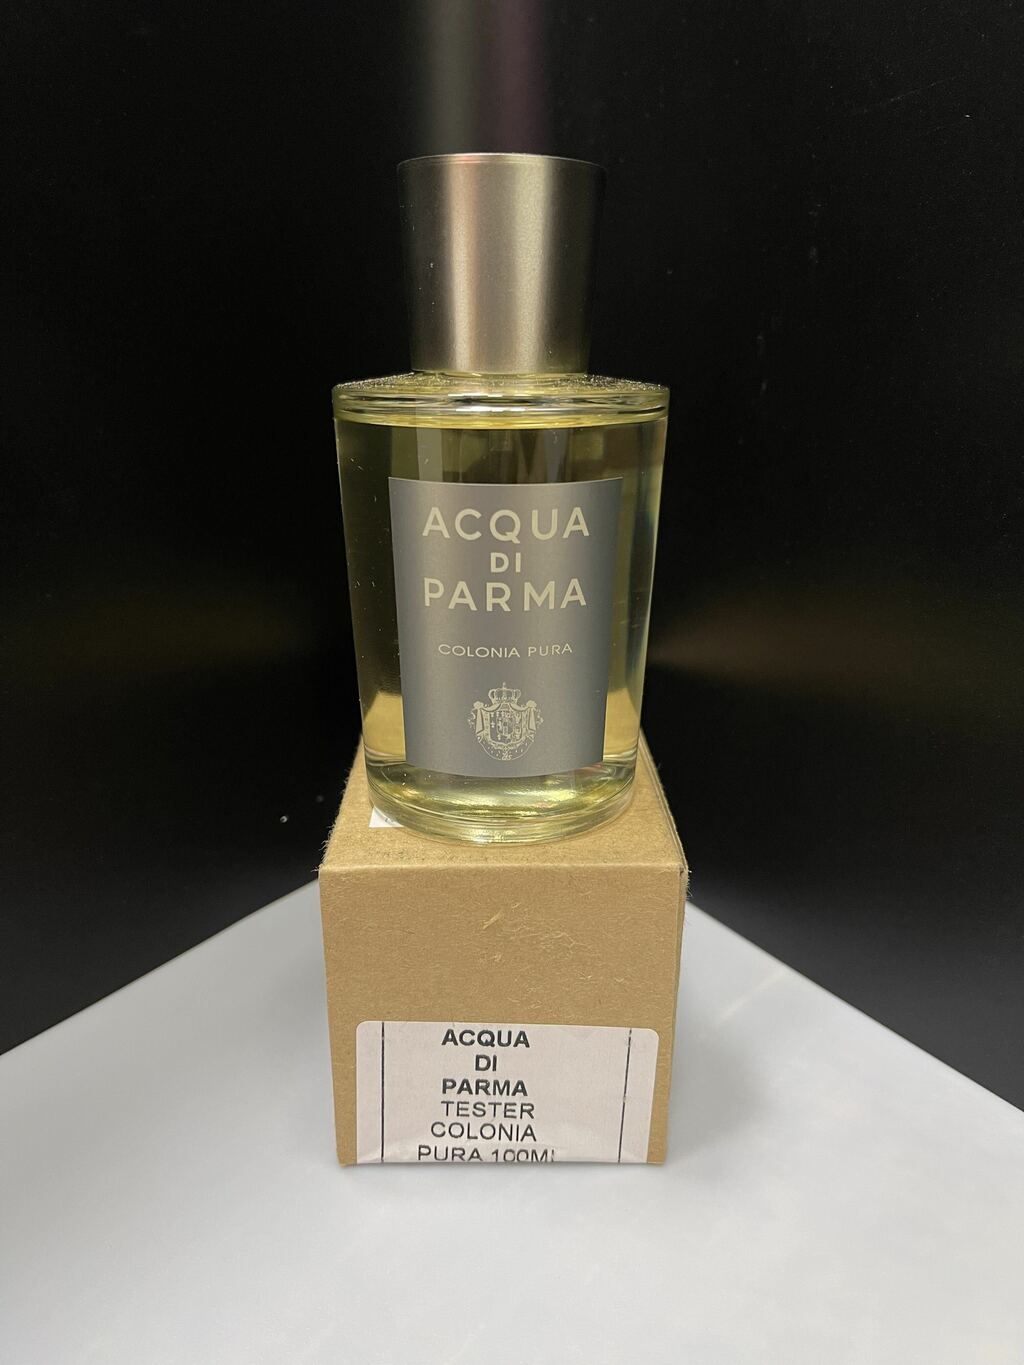 ACQUA
DI
PARMA
COLONIA PURA
ACQUA
DI
PARMA
TESTER
COLONIA
PURA 100ML